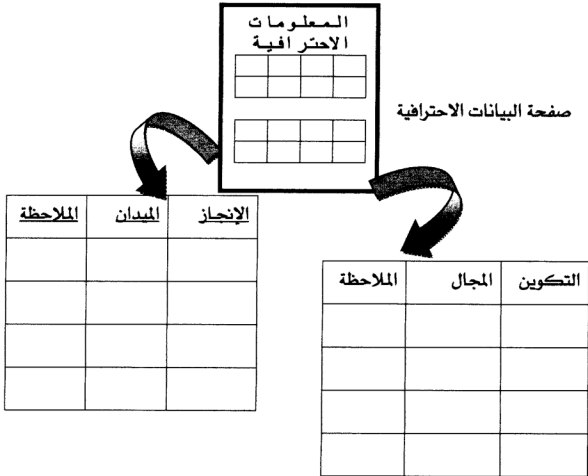 المعلومات
الاحترافية
صفحة البيانات الاحترافية
الإنجاز الميدان الملاحظة
التكوين المجال الملاحظة